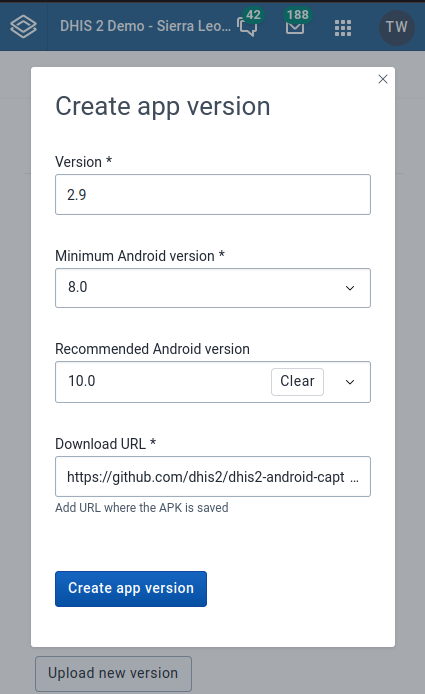 DHIS 2 Demo - Sierra Leo...
42
188
TW
Create app version
Version *
2.9
Minimum Android version *
8.0
Recommended Android version
10.0
Clear
Download URL *
https://github.com/dhis2/dhis2-android-capt ...
Add URL where the APK is saved
Create app version
Upload new version